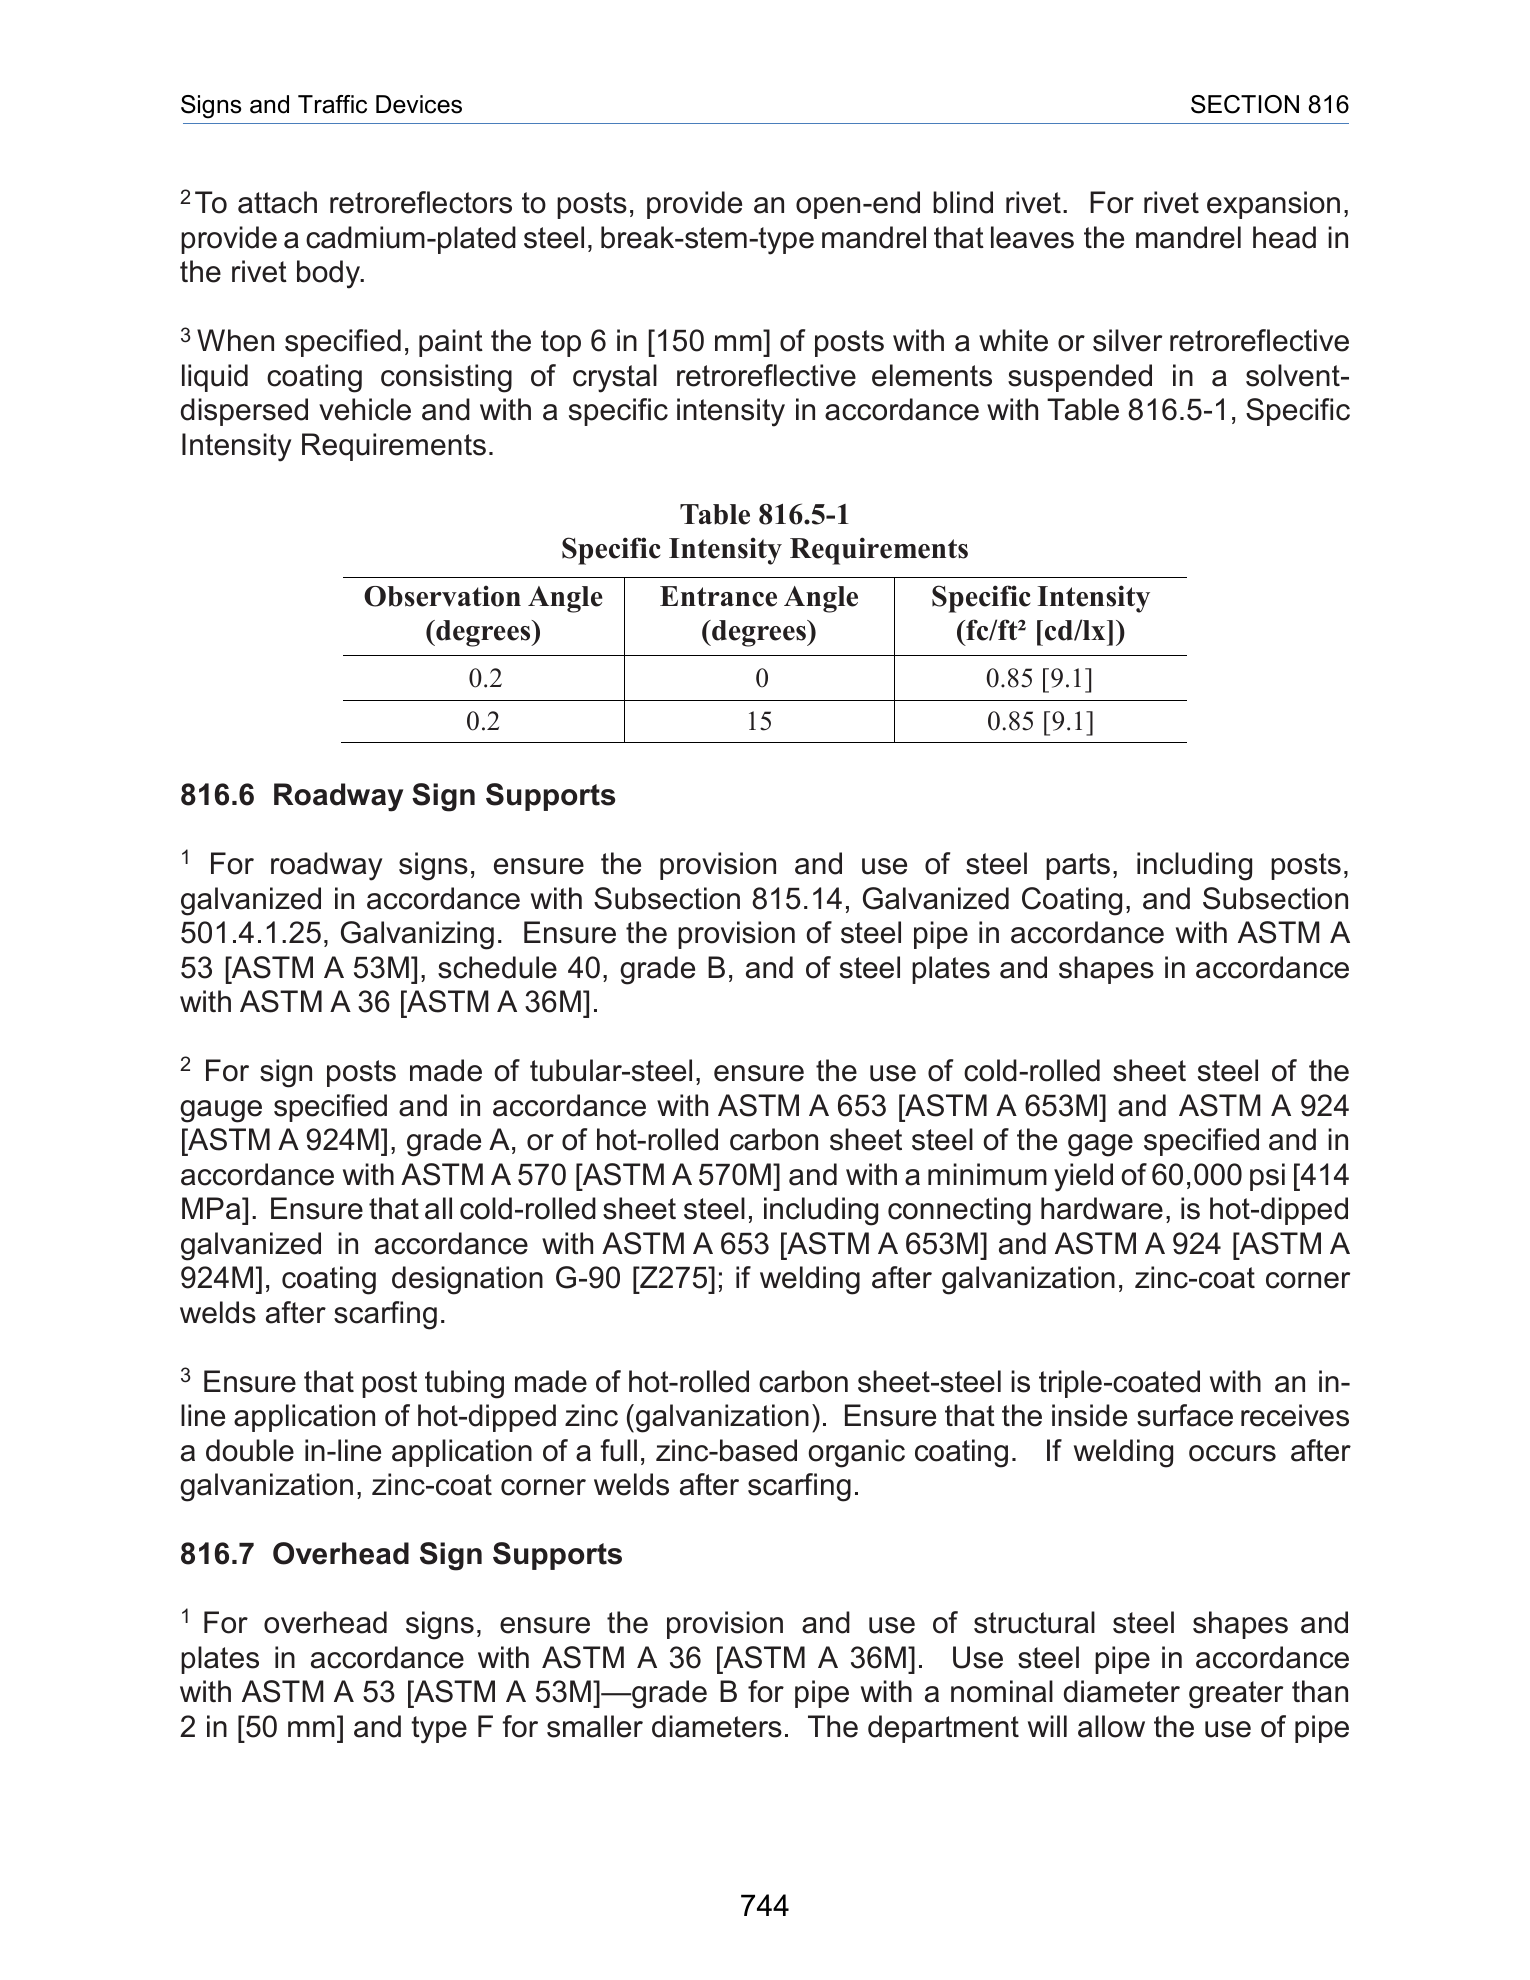 Signs and Traffic Devices SECTION 816
² To attach retroreflectors to posts, provide an open-end blind rivet. For rivet expansion,
provide a cadmium-plated steel, break-stem-type mandrel that leaves the mandrel head in
the rivet body.
³ When specified, paint the top 6 in [150 mm] of posts with a white or silver retroreflective
liquid coating consisting of crystal retroreflective elements suspended in a solvent-
dispersed vehicle and with a specific intensity in accordance with Table 816.5-1, Specific
Intensity Requirements.
Table 816.5-1
Specific Intensity Requirements
Observation Angle Entrance Angle Specific Intensity
(degrees) (degrees) (fc/ft² [cd/lx])
0.2 0 0.85 [9.1]
0.2 15 0.85 [9.1]
816.6 Roadway Sign Supports
¹ For roadway signs, ensure the provision and use of steel parts, including posts,
galvanized in accordance with Subsection 815.14, Galvanized Coating, and Subsection
501.4.1.25, Galvanizing. Ensure the provision of steel pipe in accordance with ASTM A
53 [ASTM A 53M], schedule 40, grade B, and of steel plates and shapes in accordance
with ASTM A 36 [ASTM A 36M].
² For sign posts made of tubular-steel, ensure the use of cold-rolled sheet steel of the
gauge specified and in accordance with ASTM A 653 [ASTM A 653M] and ASTM A 924
[ASTM A 924M], grade A, or of hot-rolled carbon sheet steel of the gage specified and in
accordance with ASTM A 570 [ASTM A 570M] and with a minimum yield of 60,000 psi [414
MPa]. Ensure that all cold-rolled sheet steel, including connecting hardware, is hot-dipped
galvanized in accordance with ASTM A 653 [ASTM A 653M] and ASTM A 924 [ASTM A
924M], coating designation G-90 [Z275]; if welding after galvanization, zinc-coat corner
welds after scarfing.
³ Ensure that post tubing made of hot-rolled carbon sheet-steel is triple-coated with an in-
line application of hot-dipped zinc (galvanization). Ensure that the inside surface receives
a double in-line application of a full, zinc-based organic coating. If welding occurs after
galvanization, zinc-coat corner welds after scarfing.
816.7 Overhead Sign Supports
¹ For overhead signs, ensure the provision and use of structural steel shapes and
plates in accordance with ASTM A 36 [ASTM A 36M]. Use steel pipe in accordance
with ASTM A 53 [ASTM A 53M]—grade B for pipe with a nominal diameter greater than
2 in [50 mm] and type F for smaller diameters. The department will allow the use of pipe
744